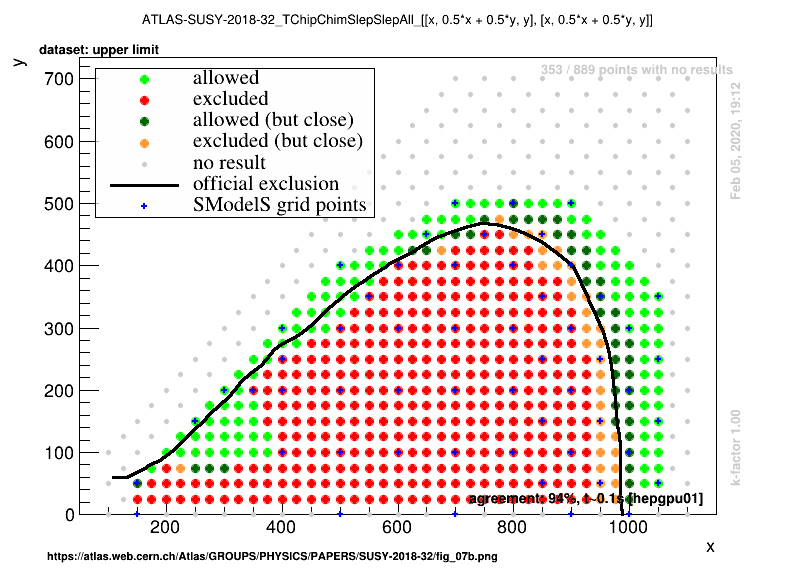 ATLAS-SUSY-2018-32_TChipChimSlepSlepAll_[[x, 0.5*x + 0.5*y, y], [x, 0.5*x + 0.5*y, y]]
dataset: upper limit
y
353 / 889 points with no results
allowed
excluded
allowed (but close)
excluded (but close)
no result
official exclusion
SModelS grid points
Feb 05, 2020, 19:12
k-factor 1.00
700
600
500
400
300
200
100
0
agreement: 94%, t~0.1s [hepgpu01]
200 400 600 800 1000
x
https://atlas.web.cern.ch/Atlas/GROUPS/PHYSICS/PAPERS/SUSY-2018-32/fig_07b.png